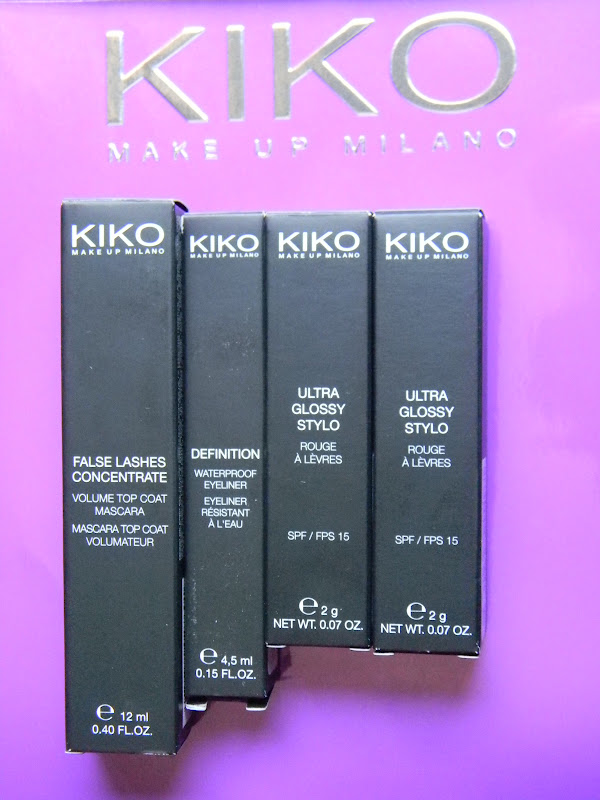 KIKO
MAKE UP MILANO
KIKO
MAKE UP MILANO
FALSE LASHES
CONCENTRATE
VOLUME TOP COAT
MASCARA
MASCARA TOP COAT
VOLUMATEUR
℮ 12 ml
0.40 FL.OZ.
KIKO
MAKE UP MILANO
DEFINITION
WATERPROOF
EYELINER
EYELINER
RÉSISTANT
À L'EAU
℮ 4,5 ml
0.15 FL.OZ.
KIKO
MAKE UP MILANO
ULTRA
GLOSSY
STYLO
ROUGE
À LÈVRES
SPF / FPS 15
℮ 2 g
NET WT. 0.07 OZ.
KIKO
MAKE UP MILANO
ULTRA
GLOSSY
STYLO
ROUGE
À LÈVRES
SPF / FPS 15
℮ 2 g
NET WT. 0.07 OZ.